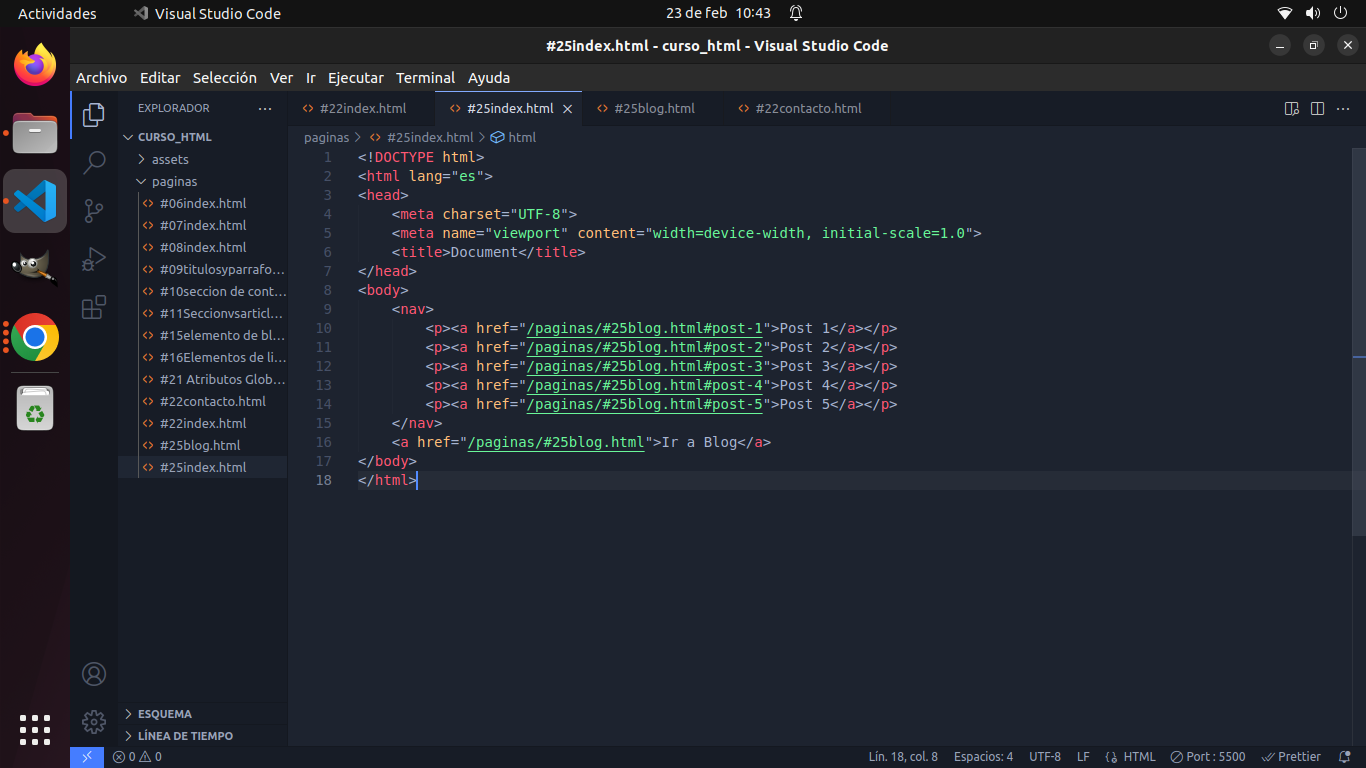 Actividades Visual Studio Code 23 de feb 10:43
#25index.html - curso_html - Visual Studio Code
Archivo Editar Selección Ver Ir Ejecutar Terminal Ayuda
EXPLORADOR ...
CURSO_HTML
assets
paginas
#06index.html
#07index.html
#08index.html
#09titulosyparrafo...
#10seccion de cont...
#11Seccionvsarticl...
#15elemento de bl...
#16Elementos de li...
#21 Atributos Glob...
#22contacto.html
#22index.html
#25blog.html
#25index.html
ESQUEMA
LÍNEA DE TIEMPO
#22index.html #25index.html #25blog.html #22contacto.html
paginas > #25index.html > html
1 <!DOCTYPE html>
2 <html lang="es">
3 <head>
4     <meta charset="UTF-8">
5     <meta name="viewport" content="width=device-width, initial-scale=1.0">
6     <title>Document</title>
7 </head>
8 <body>
9     <nav>
10         <p><a href="/paginas/#25blog.html#post-1">Post 1</a></p>
11         <p><a href="/paginas/#25blog.html#post-2">Post 2</a></p>
12         <p><a href="/paginas/#25blog.html#post-3">Post 3</a></p>
13         <p><a href="/paginas/#25blog.html#post-4">Post 4</a></p>
14         <p><a href="/paginas/#25blog.html#post-5">Post 5</a></p>
15     </nav>
16     <a href="/paginas/#25blog.html">Ir a Blog</a>
17 </body>
18 </html>
0 0 Lín. 18, col. 8 Espacios: 4 UTF-8 LF HTML Port : 5500 Prettier